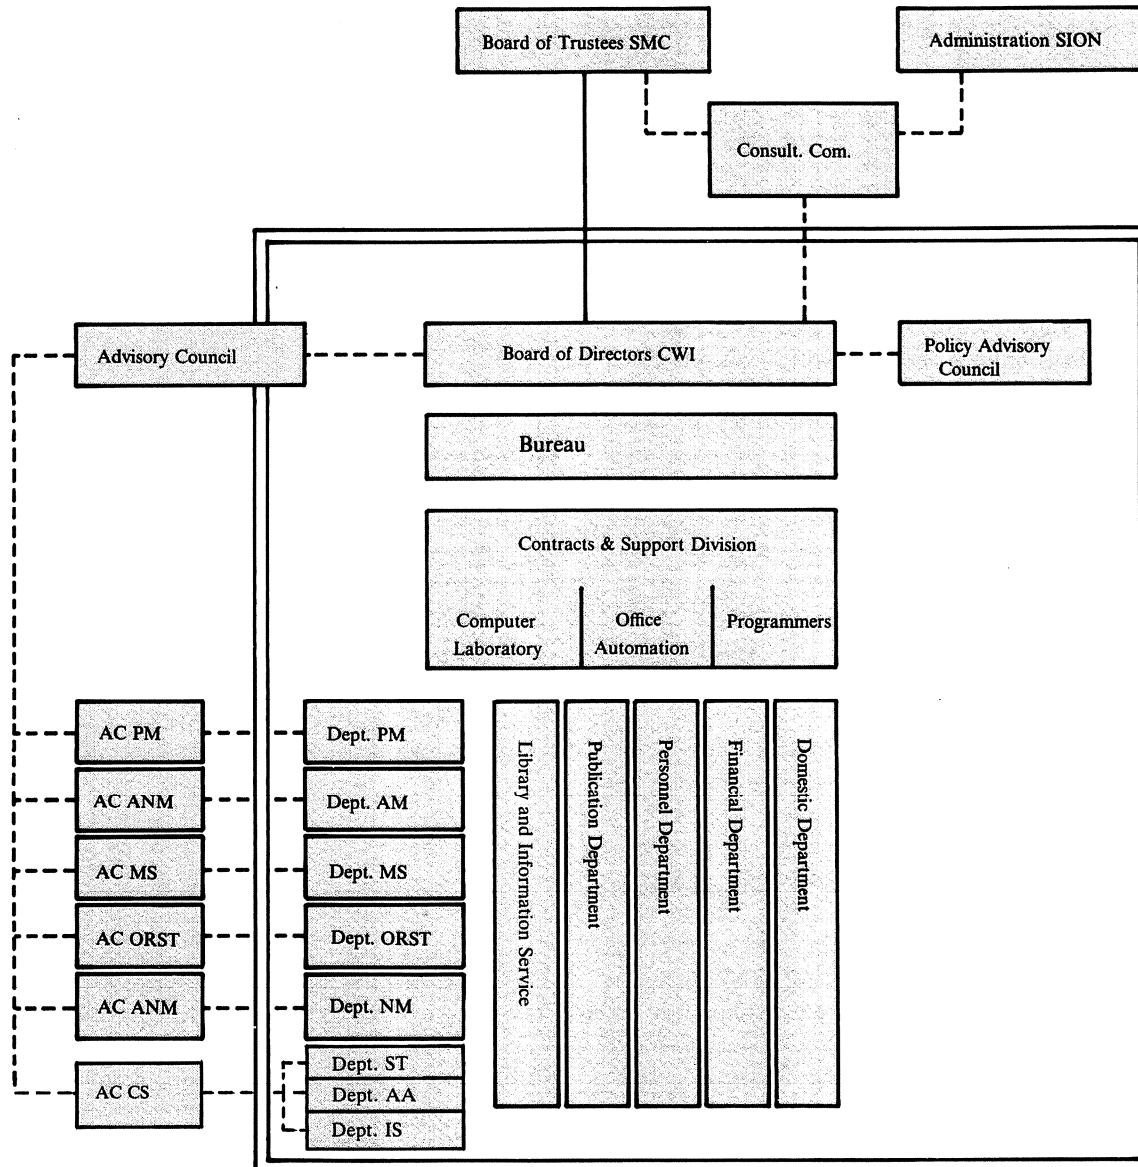 Board of Trustees SMC
Administration SION
Consult. Com.
Advisory Council
Board of Directors CWI
Policy Advisory
Council
Bureau
Contracts & Support Division
Computer
Laboratory
Office
Automation
Programmers
AC PM
Dept. PM
AC ANM
Dept. AM
AC MS
Dept. MS
AC ORST
Dept. ORST
AC ANM
Dept. NM
AC CS
Dept. ST
Dept. AA
Dept. IS
Library and Information Service
Publication Department
Personnel Department
Financial Department
Domestic Department